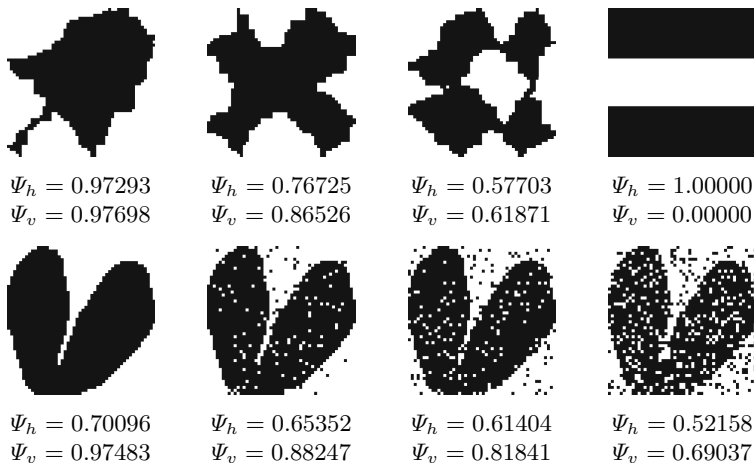 Ψh = 0.97293 Ψh = 0.76725 Ψh = 0.57703 Ψh = 1.00000
Ψv = 0.97698 Ψv = 0.86526 Ψv = 0.61871 Ψv = 0.00000
Ψh = 0.70096 Ψh = 0.65352 Ψh = 0.61404 Ψh = 0.52158
Ψv = 0.97483 Ψv = 0.88247 Ψv = 0.81841 Ψv = 0.69037